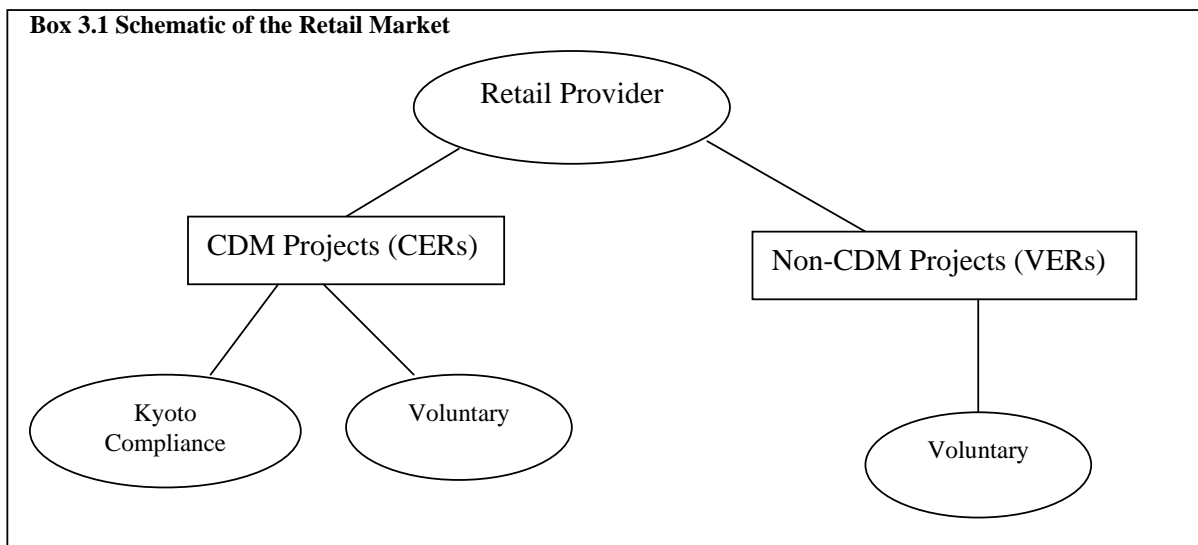 Box 3.1 Schematic of the Retail Market
Retail Provider
CDM Projects (CERs)
Non-CDM Projects (VERs)
Kyoto
Compliance
Voluntary
Voluntary